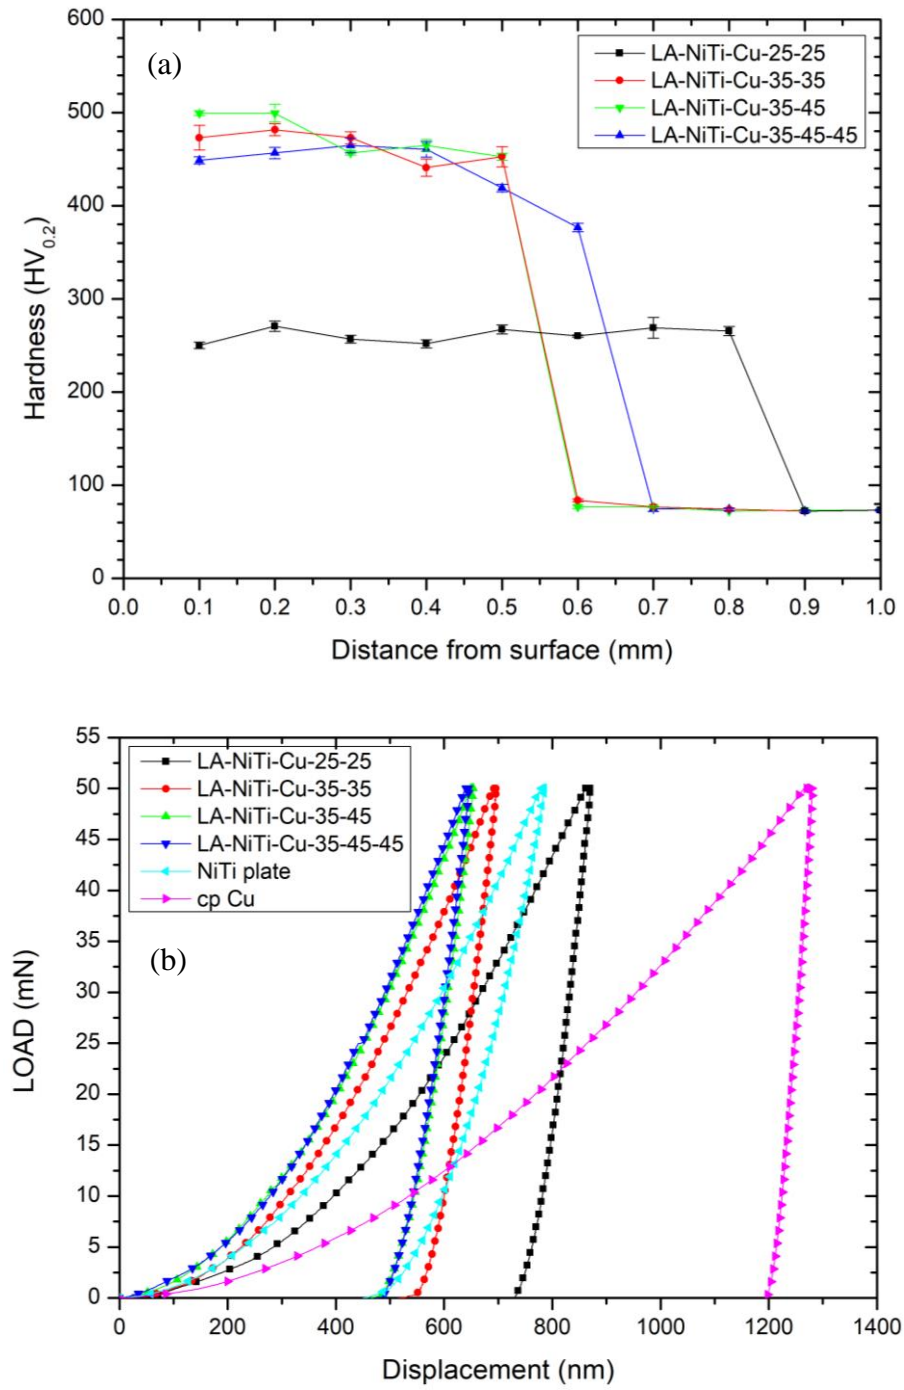 (a)
LA-NiTi-Cu-25-25
LA-NiTi-Cu-35-35
LA-NiTi-Cu-35-45
LA-NiTi-Cu-35-45-45
600
500
400
300
200
100
0
Hardness (HV0.2)
0.0 0.1 0.2 0.3 0.4 0.5 0.6 0.7 0.8 0.9 1.0
Distance from surface (mm)
(b)
LA-NiTi-Cu-25-25
LA-NiTi-Cu-35-35
LA-NiTi-Cu-35-45
LA-NiTi-Cu-35-45-45
NiTi plate
cp Cu
55
50
45
40
35
30
25
20
15
10
5
0
LOAD (mN)
0 200 400 600 800 1000 1200 1400
Displacement (nm)